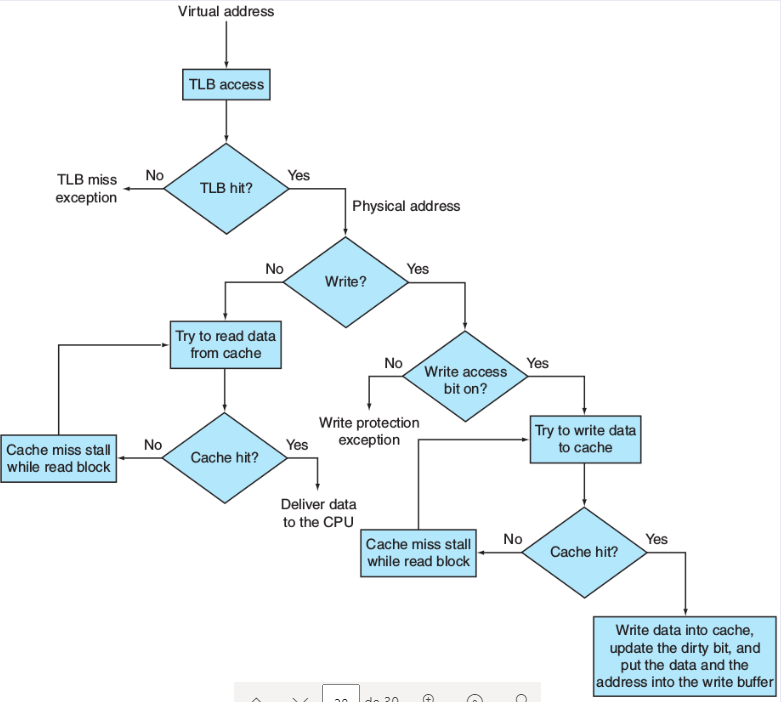 Virtual address
TLB access
TLB hit?
No
Yes
TLB miss
exception
Physical address
Write?
No
Yes
Try to read data
from cache
Write access
bit on?
No
Yes
Write protection
exception
Try to write data
to cache
Cache hit?
No
Yes
Cache miss stall
while read block
Deliver data
to the CPU
Cache hit?
No
Yes
Cache miss stall
while read block
Write data into cache,
update the dirty bit, and
put the data and the
address into the write buffer
de 30